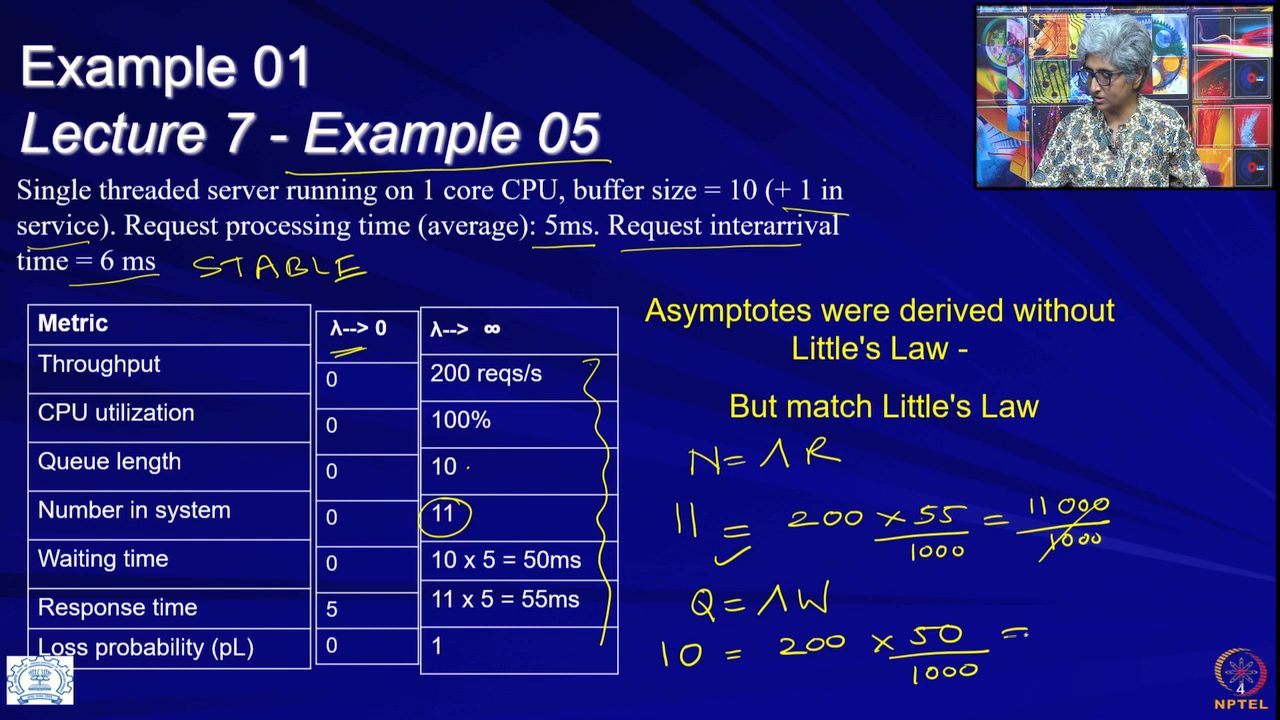 Example 01
Lecture 7 - Example 05
Single threaded server running on 1 core CPU, buffer size = 10 (+ 1 in
service). Request processing time (average): 5ms. Request interarrival
time = 6 ms STABLE
Metric λ--> 0 λ--> ∞
Throughput 0 200 reqs/s
CPU utilization 0 100%
Queue length 0 10
Number in system 0 11
Waiting time 0 10 x 5 = 50ms
Response time 5 11 x 5 = 55ms
Loss probability (pL) 0 1
Asymptotes were derived without
Little's Law -
But match Little's Law
N = Λ R
11 = 200 × 55/1000 = 11000/1000
Q = Λ W
10 = 200 × 50/1000 =
4
NPTEL